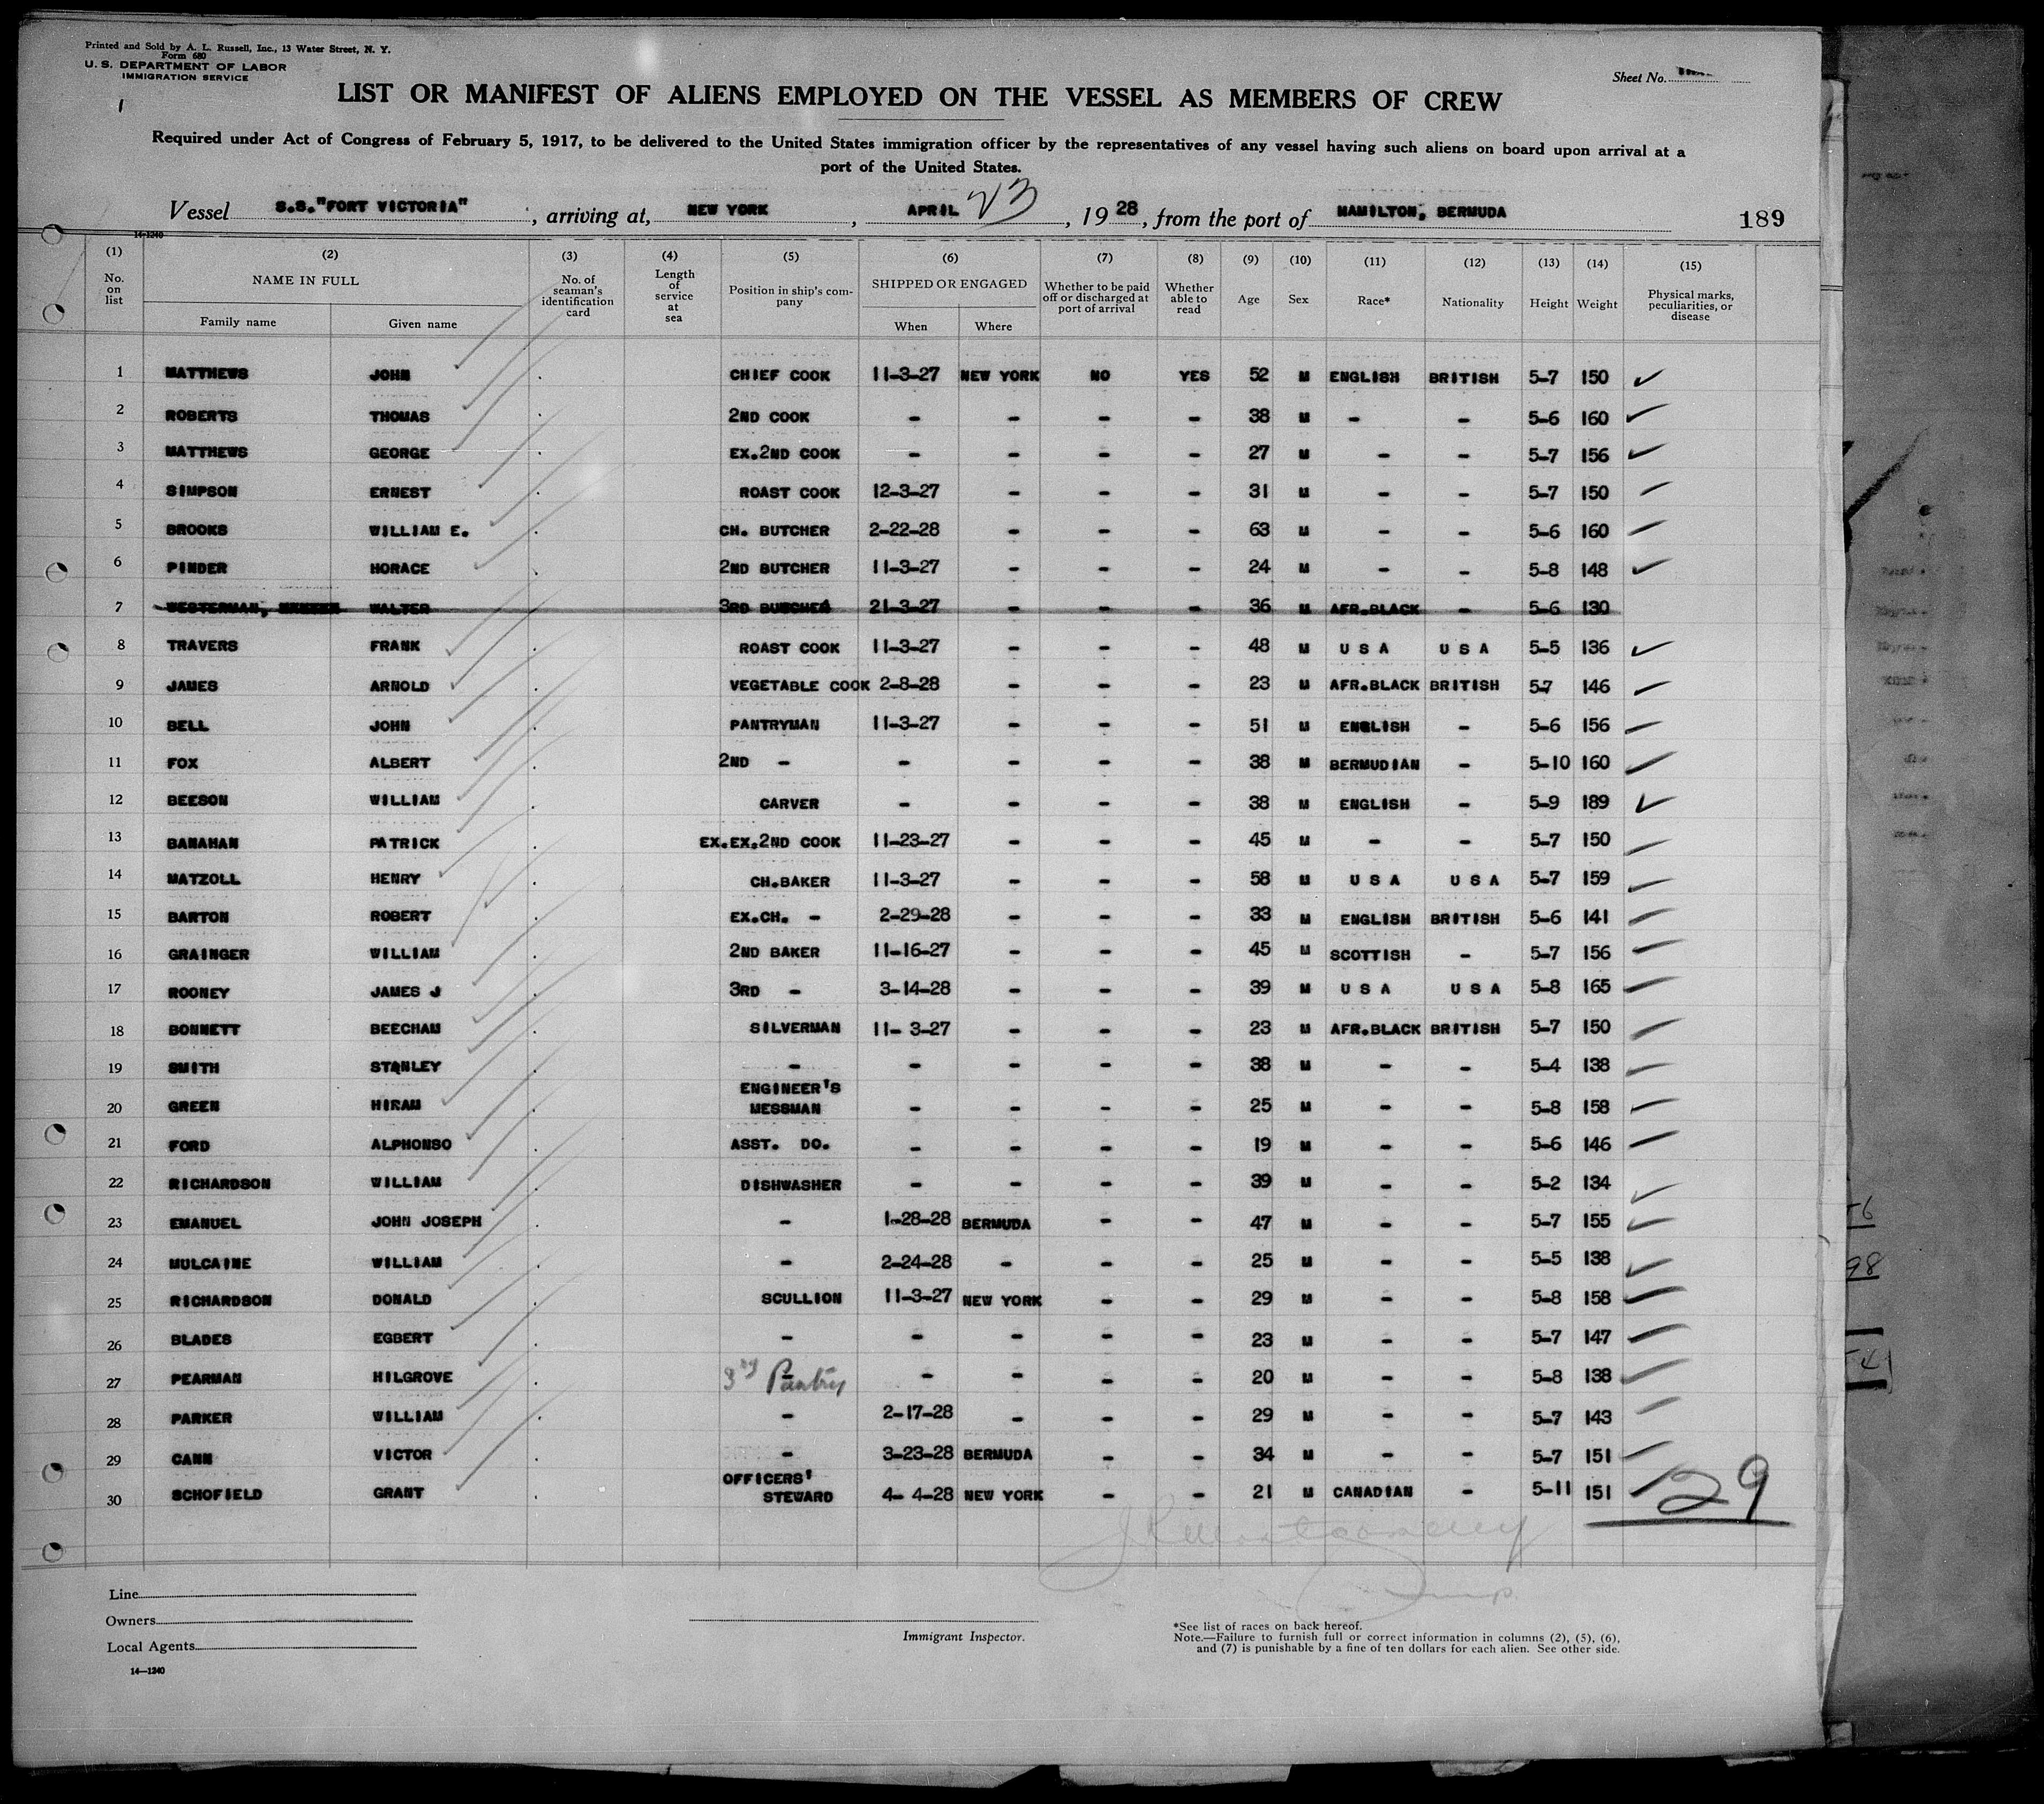 Printed and Sold by A. L. Russell, Inc., 13 Water Street, N. Y.
Form 680
U. S. DEPARTMENT OF LABOR
IMMIGRATION SERVICE
1
Sheet No.
LIST OR MANIFEST OF ALIENS EMPLOYED ON THE VESSEL AS MEMBERS OF CREW
Required under Act of Congress of February 5, 1917, to be delivered to the United States immigration officer by the representatives of any vessel having such aliens on board upon arrival at a
port of the United States.
Vessel S.S."FORT VICTORIA", arriving at, NEW YORK, APRIL 23, 1928, from the port of HAMILTON, BERMUDA 189
14-1240
(1) (2) (3) (4) (5) (6) (7) (8) (9) (10) (11) (12) (13) (14) (15)
No. on list NAME IN FULL Family name Given name No. of seaman's identification card Length of service at sea Position in ship's company SHIPPED OR ENGAGED When Where Whether to be paid off or discharged at port of arrival Whether able to read Age Sex Race* Nationality Height Weight Physical marks, peculiarities, or disease
1 MATTHEWS JOHN CHIEF COOK 11-3-27 NEW YORK NO YES 52 M ENGLISH BRITISH 5-7 150
2 ROBERTS THOMAS 2ND COOK - - - - 38 M - - 5-6 160
3 MATTHEWS GEORGE EX.2ND COOK - - - - 27 M - - 5-7 156
4 SIMPSON ERNEST ROAST COOK 12-3-27 - - - 31 M - - 5-7 150
5 BROOKS WILLIAM E. CH. BUTCHER 2-22-28 - - - 63 M - - 5-6 160
6 PINDER HORACE 2ND BUTCHER 11-3-27 - - - 24 M - - 5-8 148
7 WESTERMAN, WALTER 3RD BUTCHER 21-3-27 - - - 36 M AFR.BLACK - 5-6 130
8 TRAVERS FRANK ROAST COOK 11-3-27 - - - 48 M U S A U S A 5-5 136
9 JAMES ARNOLD VEGETABLE COOK 2-8-28 - - - 23 M AFR.BLACK BRITISH 5-7 146
10 BELL JOHN PANTRYMAN 11-3-27 - - - 51 M ENGLISH - 5-6 156
11 FOX ALBERT 2ND - - - - - 38 M BERMUDIAN - 5-10 160
12 BEESON WILLIAM CARVER - - - - 38 M ENGLISH - 5-9 189
13 BANAHAN PATRICK EX.EX.2ND COOK 11-23-27 - - - 45 M - - 5-7 150
14 MATZOLL HENRY CH.BAKER 11-3-27 - - - 58 M U S A U S A 5-7 159
15 BARTON ROBERT EX.CH. - 2-29-28 - - - 33 M ENGLISH BRITISH 5-6 141
16 GRAINGER WILLIAM 2ND BAKER 11-16-27 - - - 45 M SCOTTISH - 5-7 156
17 ROONEY JAMES J 3RD - 3-14-28 - - - 39 M U S A U S A 5-8 165
18 BONNETT BEECHAM SILVERMAN 11- 3-27 - - - 23 M AFR.BLACK BRITISH 5-7 150
19 SMITH STANLEY - - - - - 38 M - - 5-4 138
20 GREEN HIRAM ENGINEER'S MESSMAN - - - - 25 M - - 5-8 158
21 FORD ALPHONSO ASST. DO. - - - - 19 M - - 5-6 146
22 RICHARDSON WILLIAM DISHWASHER - - - - 39 M - - 5-2 134
23 EMANUEL JOHN JOSEPH - 1-28-28 BERMUDA - - 47 M - - 5-7 155
24 MULCAINE WILLIAM - 2-24-28 - - - 25 M - - 5-5 138
25 RICHARDSON DONALD SCULLION 11-3-27 NEW YORK - - 29 M - - 5-8 158
26 BLADES EGBERT - - - - - 23 M - - 5-7 147
27 PEARMAN HILGROVE - 3rd Pantry - - - - 20 M - - 5-8 138
28 PARKER WILLIAM - 2-17-28 - - - 29 M - - 5-7 143
29 CANN VICTOR - 3-23-28 BERMUDA - - 34 M - - 5-7 151
30 SCHOFIELD GRANT OFFICERS' STEWARD 4- 4-28 NEW YORK - - 21 M CANADIAN - 5-11 151
29
Line
Owners
Local Agents
14—1240
Immigrant Inspector.
*See list of races on back hereof.
Note.—Failure to furnish full or correct information in columns (2), (5), (6),
and (7) is punishable by a fine of ten dollars for each alien. See other side.
98